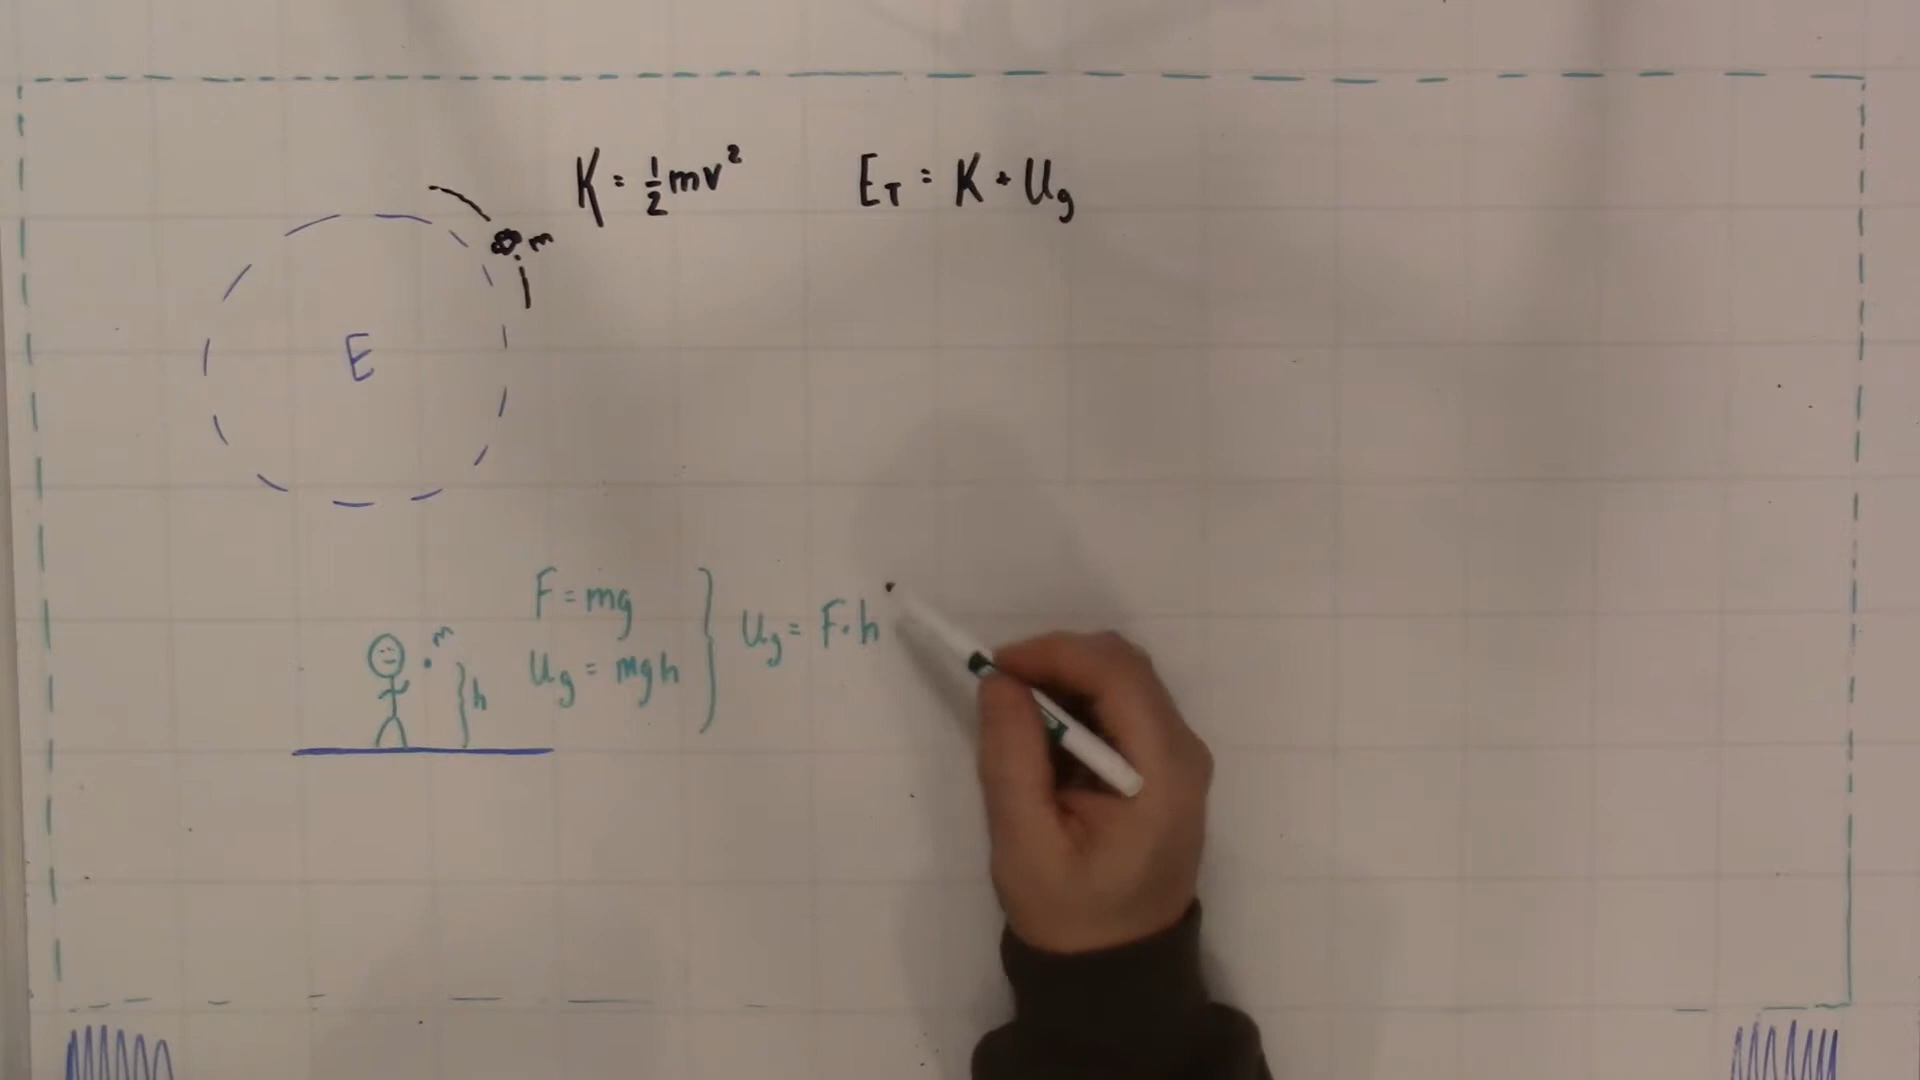 K = ½mv² E_T = K + U_g
m
E
F = mg
U_g = mgh
U_g = F·h
m
h